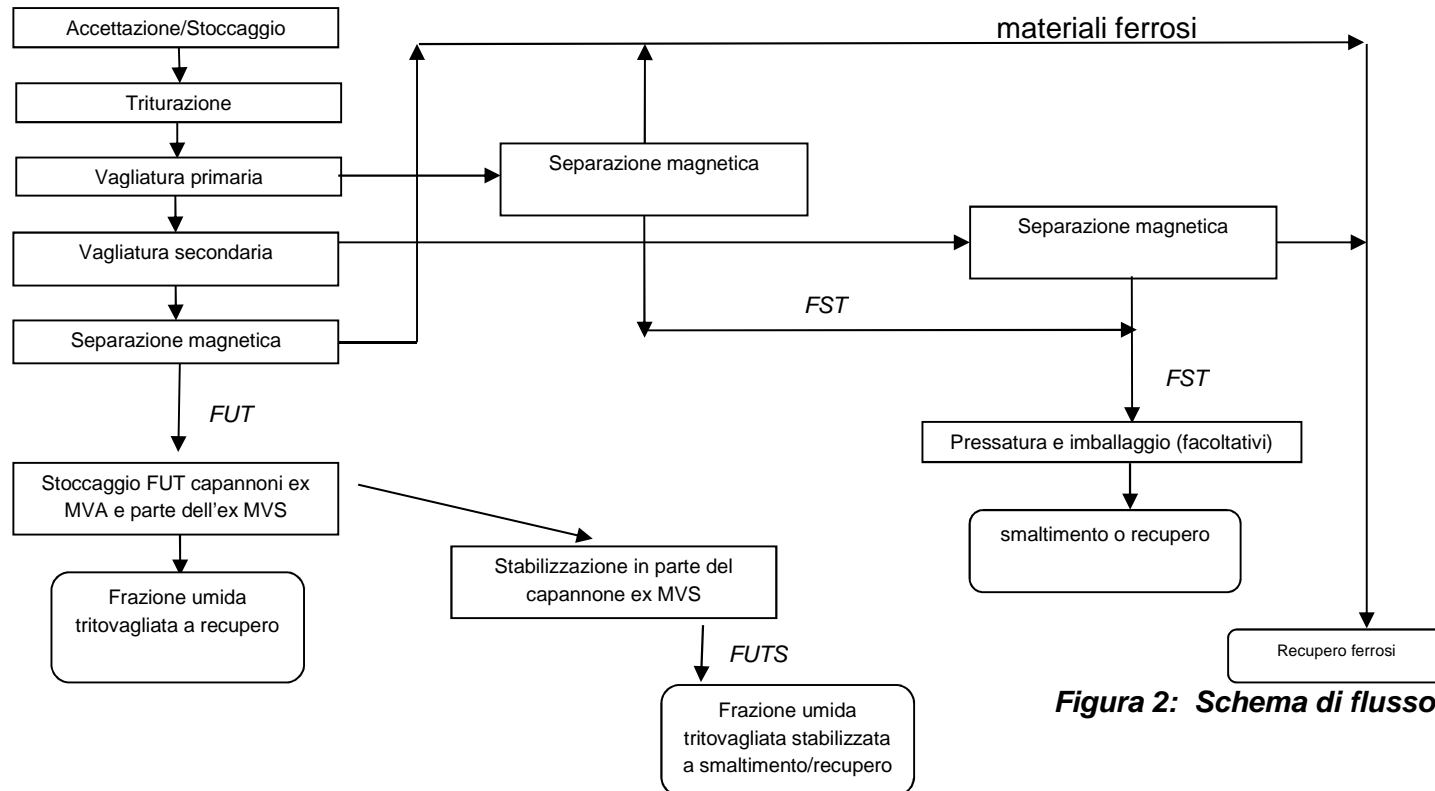 Accettazione/Stoccaggio
materiali ferrosi
Triturazione
Vagliatura primaria
Separazione magnetica
Vagliatura secondaria
Separazione magnetica
FST
Separazione magnetica
FST
FUT
Pressatura e imballaggio (facoltativi)
Stoccaggio FUT capannoni ex
MVA e parte dell'ex MVS
smaltimento o recupero
Stabilizzazione in parte del
capannone ex MVS
Frazione umida
tritovagliata a recupero
FUTS
Recupero ferrosi
Figura 2: Schema di flusso
Frazione umida
tritovagliata stabilizzata
a smaltimento/recupero